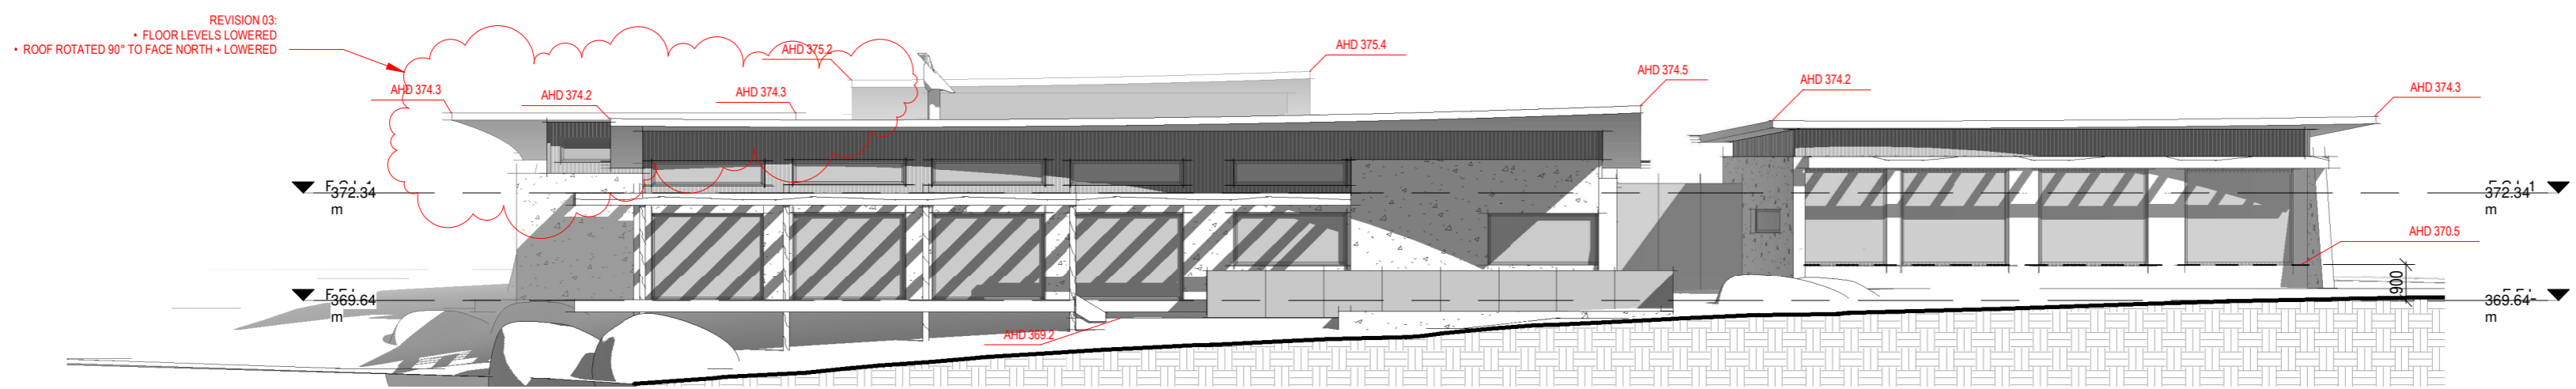 REVISION 03:
• FLOOR LEVELS LOWERED
• ROOF ROTATED 90° TO FACE NORTH + LOWERED
AHD 375.2
AHD 375.4
AHD 374.5
AHD 374.2
AHD 374.3
AHD 374.3
AHD 374.2
AHD 374.3
372.34
m
372.34
m
AHD 370.5
900
369.64
m
369.64
m
AHD 369.2